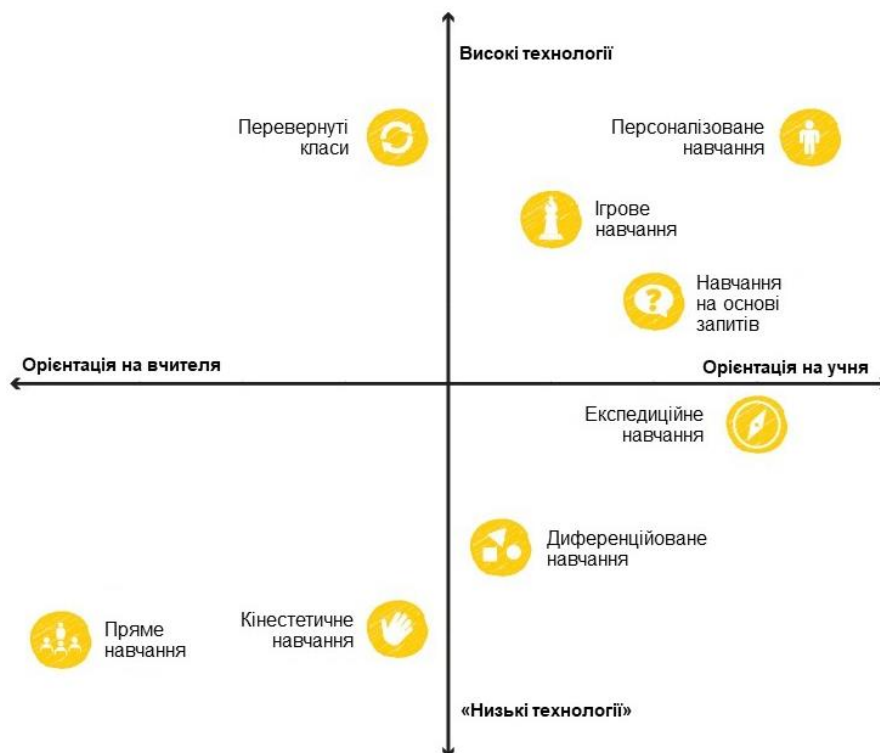 Високі технології
Перевернуті
класи
Персоналізоване
навчання
Ігрове
навчання
Навчання
на основі
запитів
Орієнтація на вчителя
Орієнтація на учня
Експедиційне
навчання
Диференційоване
навчання
Кінестетичне
навчання
Пряме
навчання
«Низькі технології»